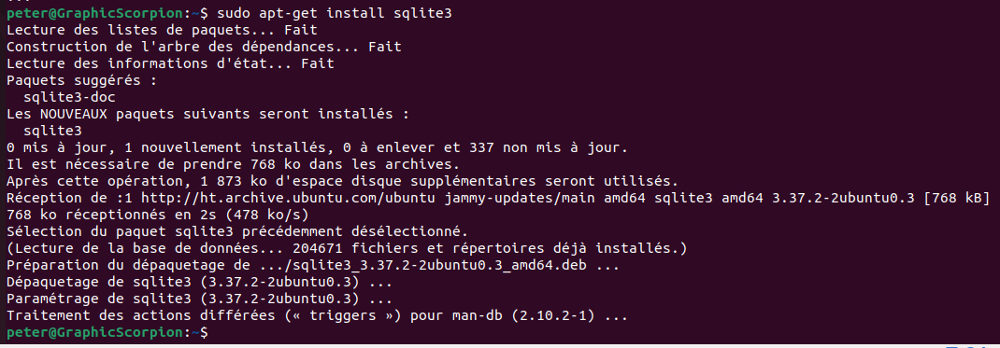 peter@GraphicScorpion:~$ sudo apt-get install sqlite3
Lecture des listes de paquets... Fait
Construction de l'arbre des dépendances... Fait
Lecture des informations d'état... Fait
Paquets suggérés :
  sqlite3-doc
Les NOUVEAUX paquets suivants seront installés :
  sqlite3
0 mis à jour, 1 nouvellement installés, 0 à enlever et 337 non mis à jour.
Il est nécessaire de prendre 768 ko dans les archives.
Après cette opération, 1 873 ko d'espace disque supplémentaires seront utilisés.
Réception de :1 http://ht.archive.ubuntu.com/ubuntu jammy-updates/main amd64 sqlite3 amd64 3.37.2-2ubuntu0.3 [768 kB]
768 ko réceptionnés en 2s (478 ko/s)
Sélection du paquet sqlite3 précédemment désélectionné.
(Lecture de la base de données... 204671 fichiers et répertoires déjà installés.)
Préparation du dépaquetage de .../sqlite3_3.37.2-2ubuntu0.3_amd64.deb ...
Dépaquetage de sqlite3 (3.37.2-2ubuntu0.3) ...
Paramétrage de sqlite3 (3.37.2-2ubuntu0.3) ...
Traitement des actions différées (« triggers ») pour man-db (2.10.2-1) ...
peter@GraphicScorpion:~$